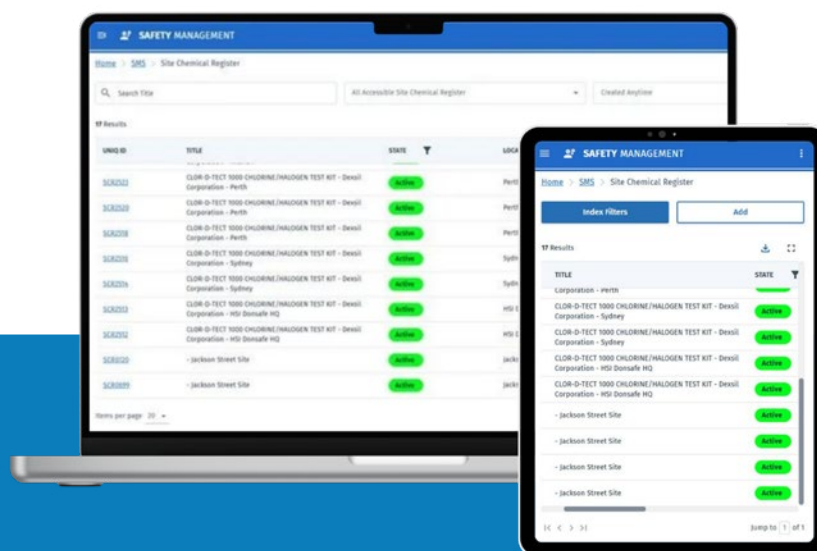 SAFETY MANAGEMENT
Home > SMS > Site Chemical Register
Search Title
All Accessible Site Chemical Register
Created Anytime
17 Results
UNIQ ID TITLE STATE
SCR2523 CLOR-D-TECT 1000 CHLORINE/HALOGEN TEST KIT - Dexsil Active
Corporation - Perth
SCR2520 CLOR-D-TECT 1000 CHLORINE/HALOGEN TEST KIT - Dexsil Active
Corporation - Perth
CLOR-D-TECT 1000 CHLORINE/HALOGEN TEST KIT - Dexsil Active
Corporation - Perth
CLOR-D-TECT 1000 CHLORINE/HALOGEN TEST KIT - Dexsil Active
Corporation - Sydney
SCR2514 CLOR-D-TECT 1000 CHLORINE/HALOGEN TEST KIT - Dexsil Active
Corporation - Sydney
SCR2513 CLOR-D-TECT 1000 CHLORINE/HALOGEN TEST KIT - Dexsil Active
Corporation - HSI Donsafe HQ
SCR2512 CLOR-D-TECT 1000 CHLORINE/HALOGEN TEST KIT - Dexsil Active
Corporation - HSI Donsafe HQ
- Jackson Street Site Active
- Jackson Street Site Active
Items per page 20
SAFETY MANAGEMENT
Home > SMS > Site Chemical Register
Index Filters
Add
17 Results
TITLE STATE
Corporation - Perth
CLOR-D-TECT 1000 CHLORINE/HALOGEN TEST KIT - Dexsil Active
Corporation - Sydney
CLOR-D-TECT 1000 CHLORINE/HALOGEN TEST KIT - Dexsil Active
Corporation - Sydney
CLOR-D-TECT 1000 CHLORINE/HALOGEN TEST KIT - Dexsil Active
Corporation - HSI Donsafe HQ
CLOR-D-TECT 1000 CHLORINE/HALOGEN TEST KIT - Dexsil Active
Corporation - HSI Donsafe HQ
- Jackson Street Site Active
- Jackson Street Site Active
- Jackson Street Site Active
- Jackson Street Site Active
Jump to 1 of 1